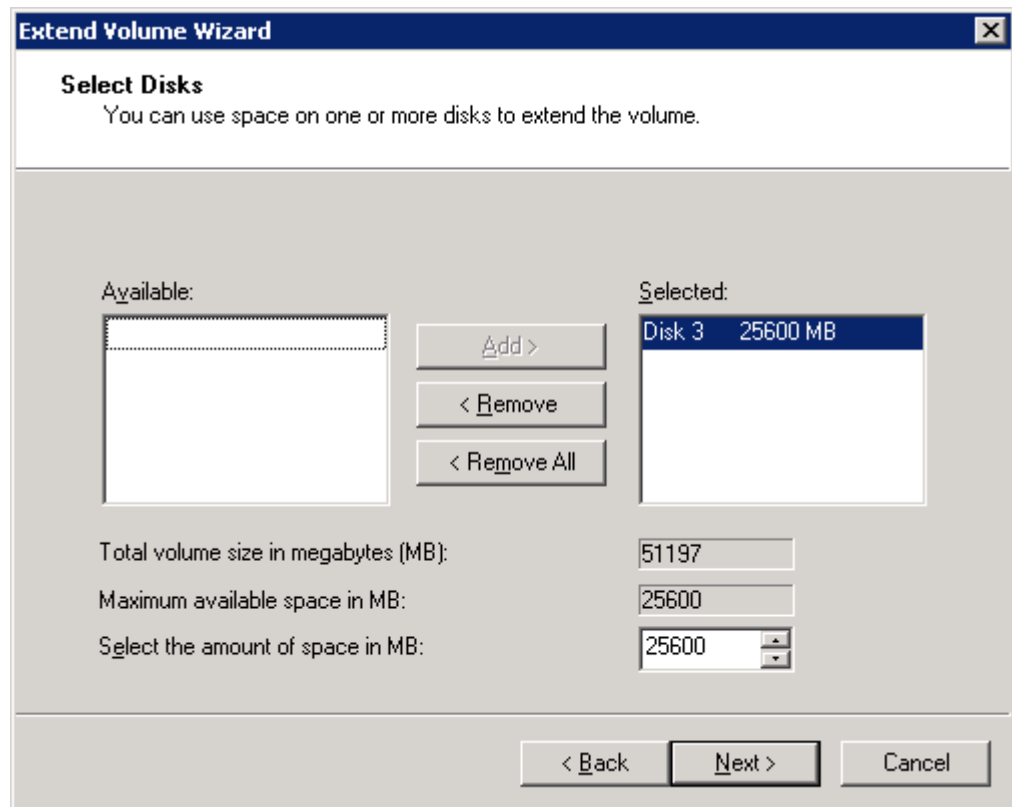 Extend Volume Wizard
Select Disks
You can use space on one or more disks to extend the volume.
Available:
Selected:
Disk 3 25600 MB
Add >
< Remove
< Remove All
Total volume size in megabytes (MB): 51197
Maximum available space in MB: 25600
Select the amount of space in MB: 25600
< Back Next > Cancel